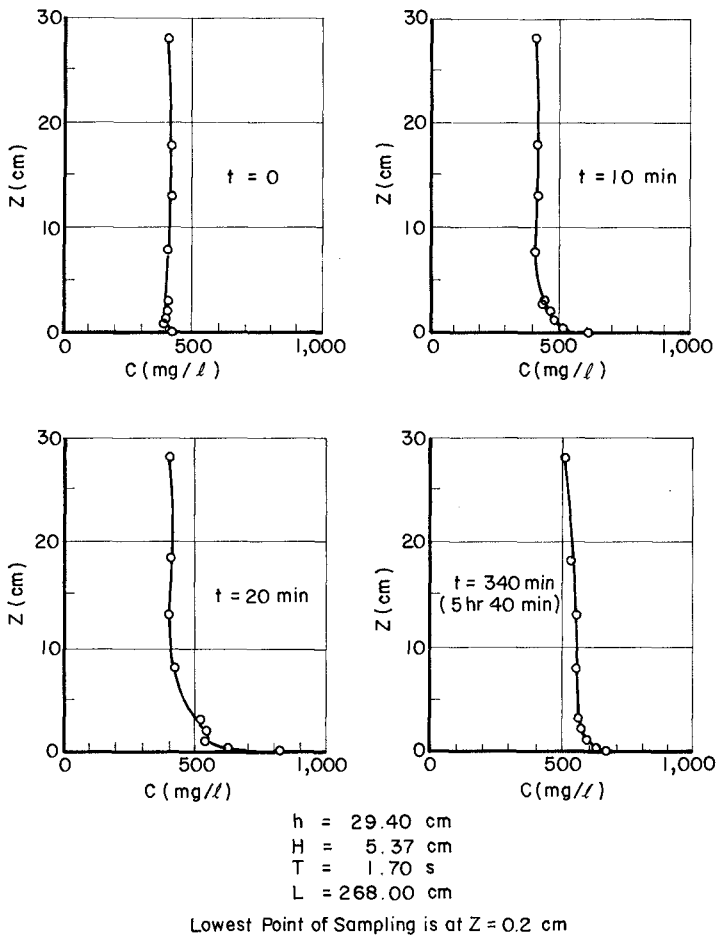 30
20
10
0
Z (cm)
t = 0
0
500
1,000
C (mg/ℓ)
30
20
10
0
Z (cm)
t = 10 min
0
500
1,000
C (mg/ℓ)
30
20
10
0
Z (cm)
t = 20 min
0
500
1,000
C (mg/ℓ)
30
20
10
0
Z (cm)
t = 340 min
(5 hr 40 min)
0
500
1,000
C (mg/ℓ)
h = 29.40 cm
H = 5.37 cm
T = 1.70 s
L = 268.00 cm
Lowest Point of Sampling is at Z = 0.2 cm